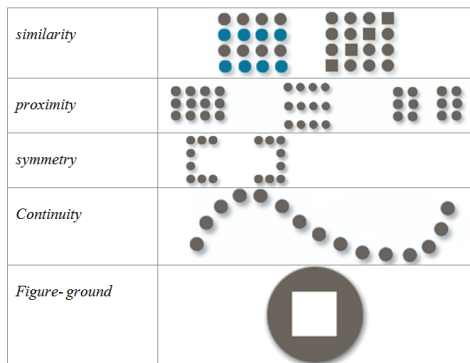 similarity
proximity
symmetry
Continuity
Figure- ground